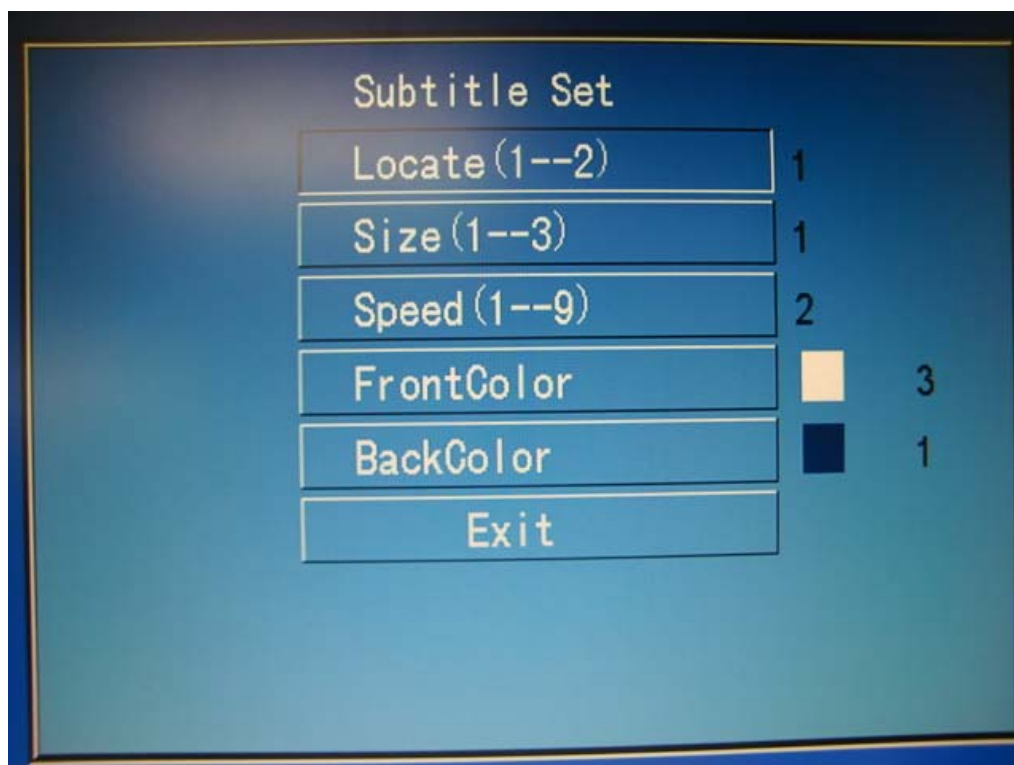 Subtitle Set
Locate(1--2) 1
Size(1--3) 1
Speed(1--9) 2
FrontColor 3
BackColor 1
Exit